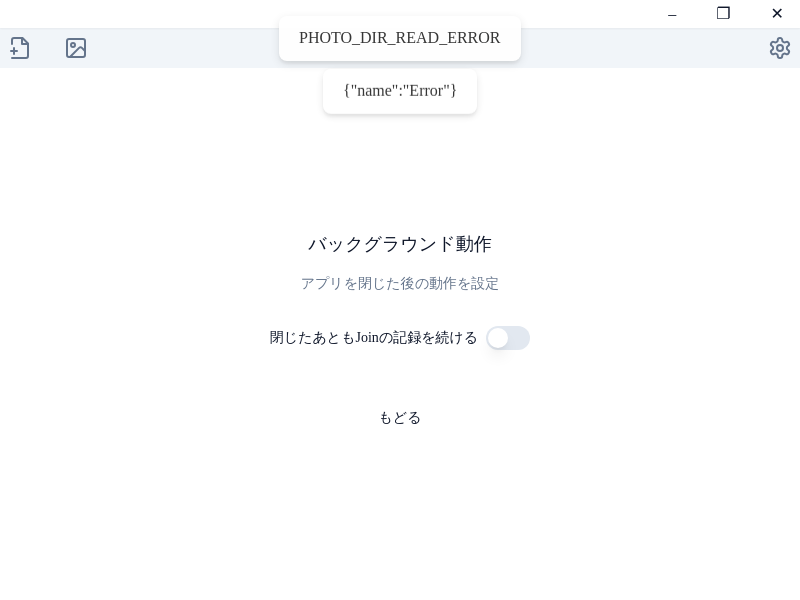 PHOTO_DIR_READ_ERROR
{"name":"Error"}
バックグラウンド動作
アプリを閉じた後の動作を設定
閉じたあともJoinの記録を続ける
もどる